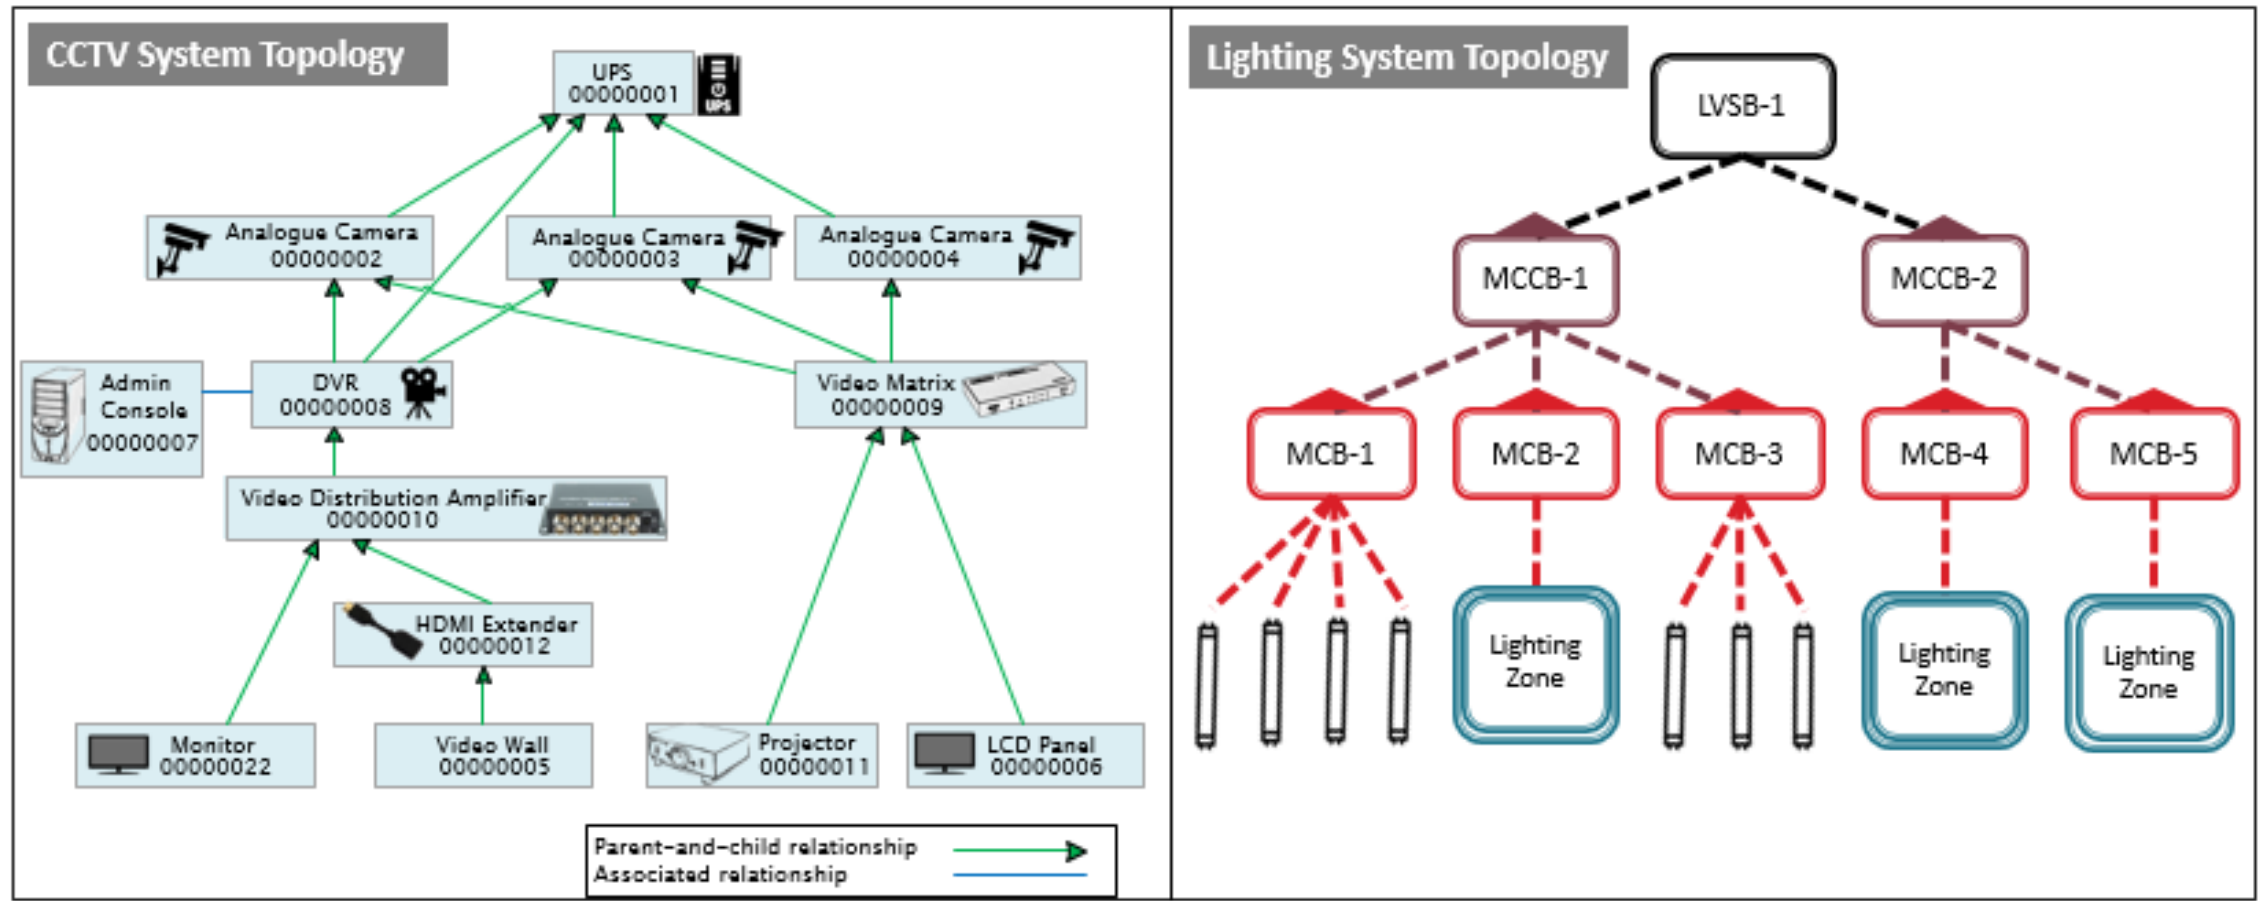 CCTV System Topology
UPS
00000001
UPS
Analogue Camera
00000002
Analogue Camera
00000003
Analogue Camera
00000004
Admin
Console
00000007
DVR
00000008
Video Matrix
00000009
Video Distribution Amplifier
00000010
HDMI Extender
00000012
Monitor
00000022
Video Wall
00000005
Projector
00000011
LCD Panel
00000006
Parent-and-child relationship
Associated relationship
Lighting System Topology
LVSB-1
MCCB-1
MCCB-2
MCB-1
MCB-2
MCB-3
MCB-4
MCB-5
Lighting
Zone
Lighting
Zone
Lighting
Zone